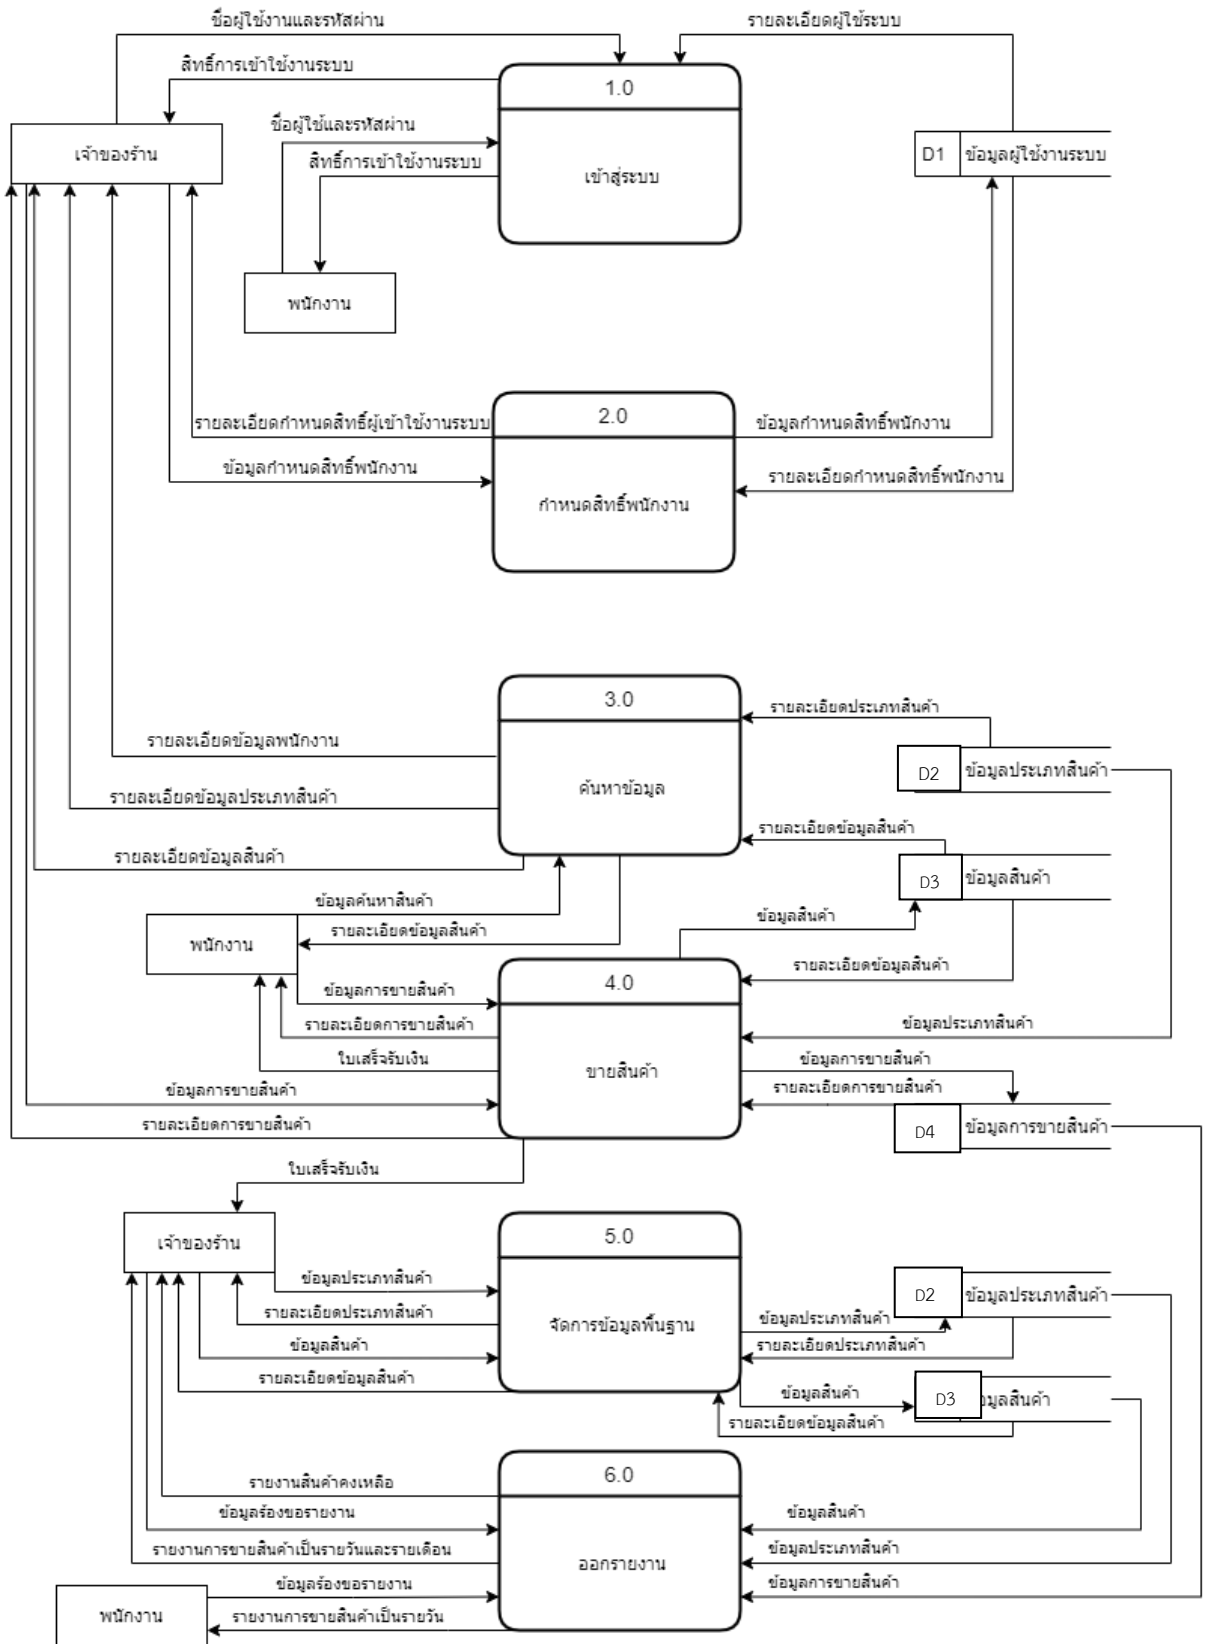 ชื่อผู้ใช้งานและรหัสผ่าน
รายละเอียดผู้ใช้ระบบ
สิทธิ์การเข้าใช้งานระบบ
1.0
ชื่อผู้ใช้และรหัสผ่าน
เจ้าของร้าน
D1 ข้อมูลผู้ใช้งานระบบ
สิทธิ์การเข้าใช้งานระบบ
เข้าสู่ระบบ
พนักงาน
2.0
รายละเอียดกำหนดสิทธิ์ผู้เข้าใช้งานระบบ
ข้อมูลกำหนดสิทธิ์พนักงาน
ข้อมูลกำหนดสิทธิ์พนักงาน
รายละเอียดกำหนดสิทธิ์พนักงาน
กำหนดสิทธิ์พนักงาน
3.0
รายละเอียดประเภทสินค้า
รายละเอียดข้อมูลพนักงาน
D2 ข้อมูลประเภทสินค้า
ค้นหาข้อมูล
รายละเอียดข้อมูลประเภทสินค้า
รายละเอียดข้อมูลสินค้า
รายละเอียดข้อมูลสินค้า
D3 ข้อมูลสินค้า
ข้อมูลค้นหาสินค้า
ข้อมูลสินค้า
รายละเอียดข้อมูลสินค้า
พนักงาน
รายละเอียดข้อมูลสินค้า
4.0
ข้อมูลการขายสินค้า
รายละเอียดการขายสินค้า
ข้อมูลประเภทสินค้า
ใบเสร็จรับเงิน
ข้อมูลการขายสินค้า
ขายสินค้า
ข้อมูลการขายสินค้า
รายละเอียดการขายสินค้า
รายละเอียดการขายสินค้า
D4 ข้อมูลการขายสินค้า
ใบเสร็จรับเงิน
5.0
เจ้าของร้าน
ข้อมูลประเภทสินค้า
D2 ข้อมูลประเภทสินค้า
รายละเอียดประเภทสินค้า
ข้อมูลประเภทสินค้า
จัดการข้อมูลพื้นฐาน
ข้อมูลสินค้า
รายละเอียดประเภทสินค้า
รายละเอียดข้อมูลสินค้า
ข้อมูลสินค้า
D3 อมูลสินค้า
รายละเอียดข้อมูลสินค้า
6.0
รายงานสินค้าคงเหลือ
ข้อมูลร้องขอรายงาน
ข้อมูลสินค้า
รายงานการขายสินค้าเป็นรายวันและรายเดือน
ข้อมูลประเภทสินค้า
ออกรายงาน
ข้อมูลร้องขอรายงาน
ข้อมูลการขายสินค้า
พนักงาน
รายงานการขายสินค้าเป็นรายวัน